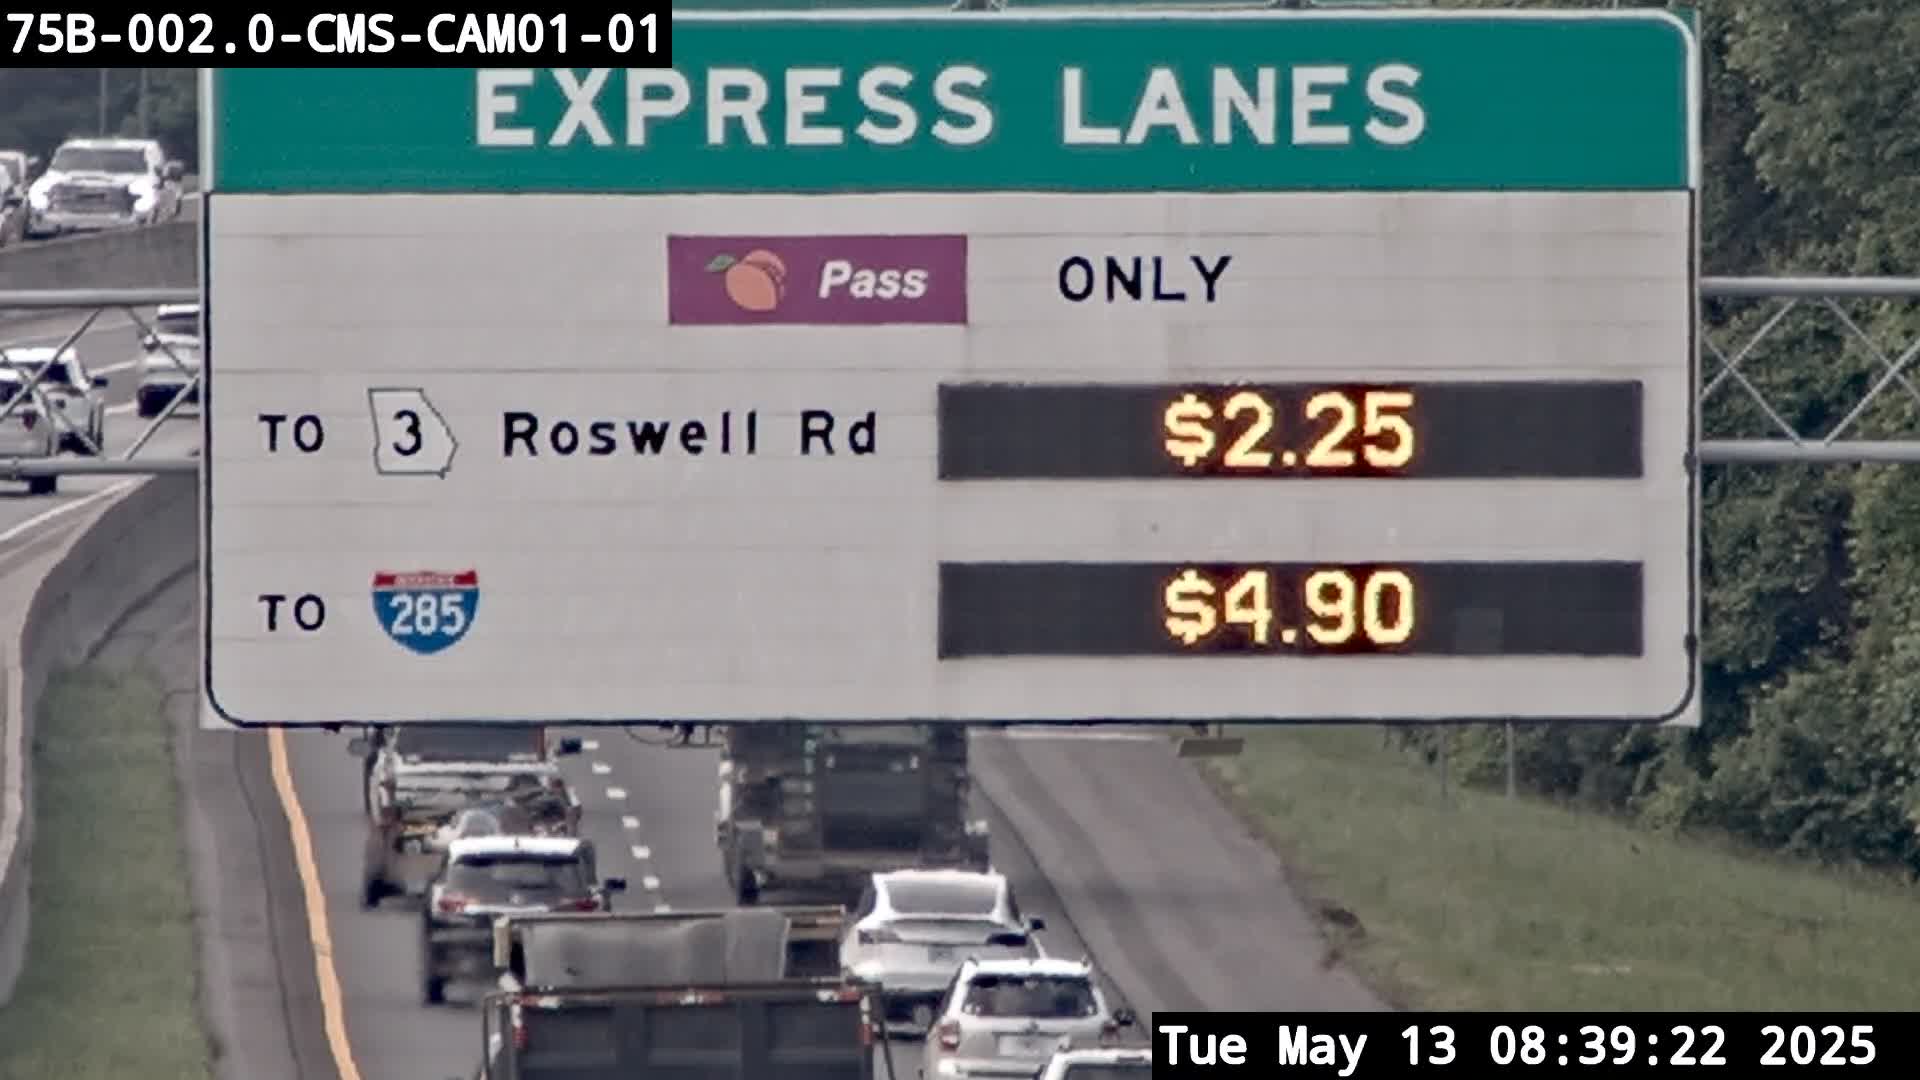 75B-002.0-CMS-CAM01-01
EXPRESS LANES
Pass ONLY
TO 3 Roswell Rd $2.25
TO 285 $4.90
Tue May 13 08:39:22 2025